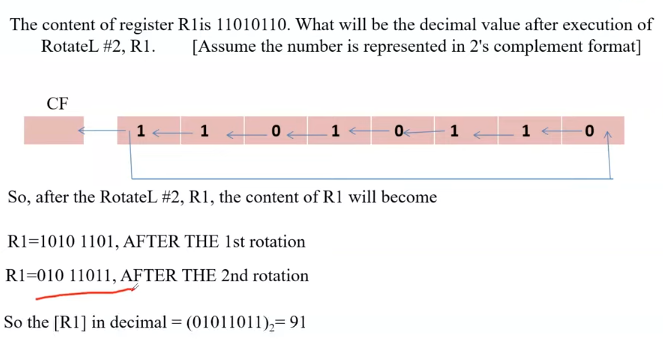 The content of register R1is 11010110. What will be the decimal value after execution of
RotateL #2, R1. [Assume the number is represented in 2's complement format]
CF
1 1 0 1 0 1 1 0
So, after the RotateL #2, R1, the content of R1 will become
R1=1010 1101, AFTER THE 1st rotation
R1=010 11011, AFTER THE 2nd rotation
So the [R1] in decimal = (01011011)₂= 91